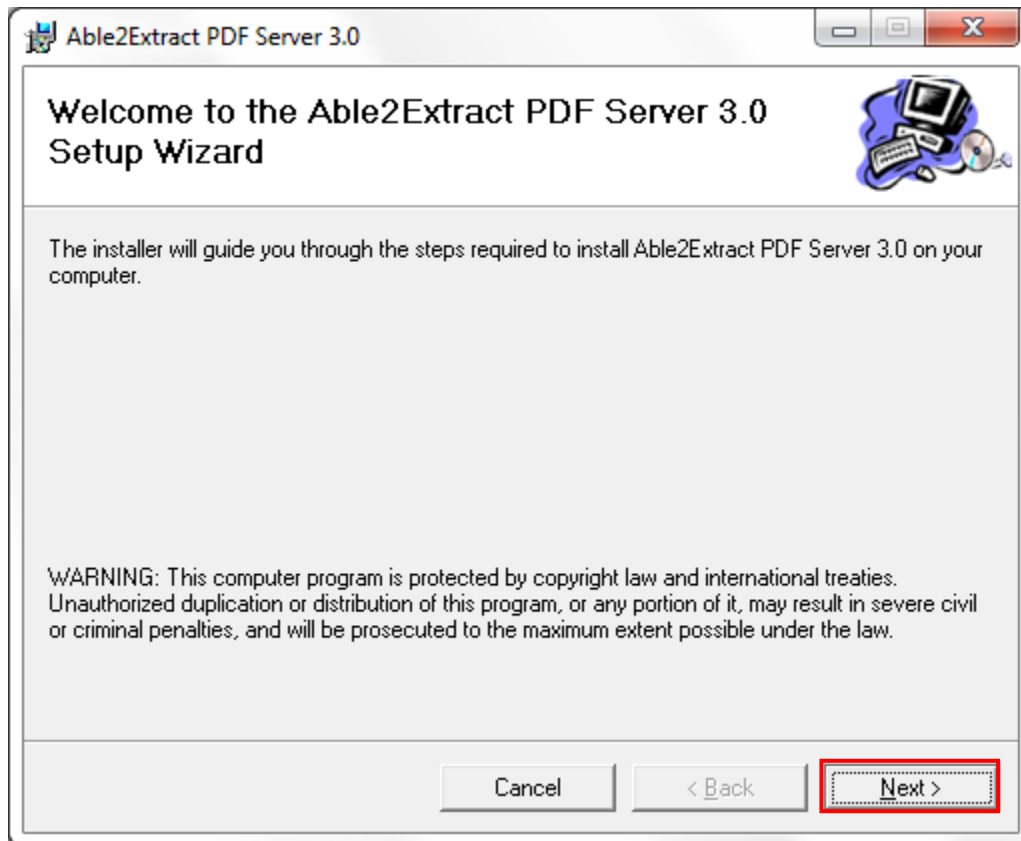 Able2Extract PDF Server 3.0
Welcome to the Able2Extract PDF Server 3.0
Setup Wizard
The installer will guide you through the steps required to install Able2Extract PDF Server 3.0 on your
computer.
WARNING: This computer program is protected by copyright law and international treaties.
Unauthorized duplication or distribution of this program, or any portion of it, may result in severe civil
or criminal penalties, and will be prosecuted to the maximum extent possible under the law.
Cancel
< Back
Next >